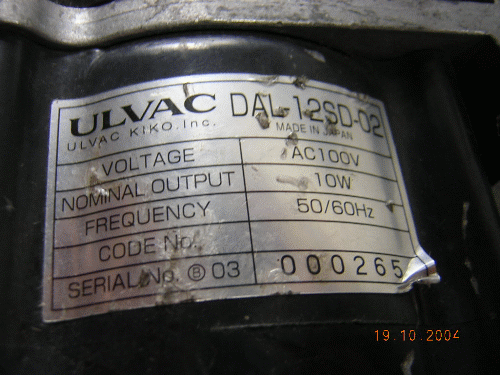 ULVAC DAL-12SD-02
ULVAC KIKO. Inc. MADE IN JAPAN
VOLTAGE AC100V
NOMINAL OUTPUT 10W
FREQUENCY 50/60Hz
CODE No.
SERIAL No. Ⓑ 03 000265
19.10.2004